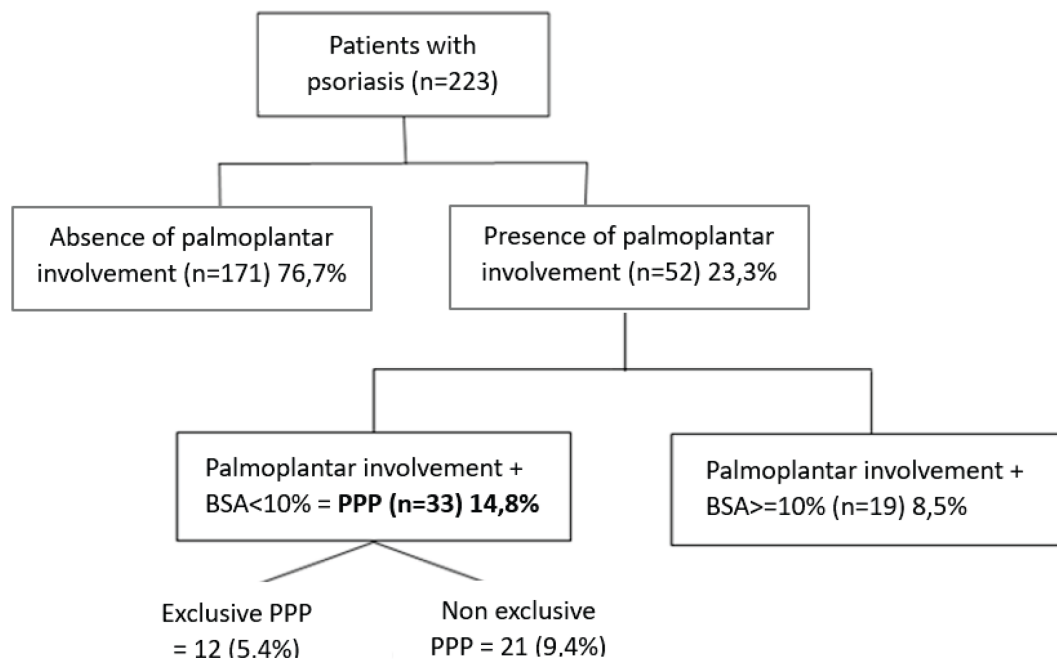 Patients with
psoriasis (n=223)
Absence of palmoplantar
involvement (n=171) 76,7%
Presence of palmoplantar
involvement (n=52) 23,3%
Palmoplantar involvement +
BSA<10% = PPP (n=33) 14,8%
Palmoplantar involvement +
BSA>=10% (n=19) 8,5%
Exclusive PPP
= 12 (5.4%)
Non exclusive
PPP = 21 (9,4%)